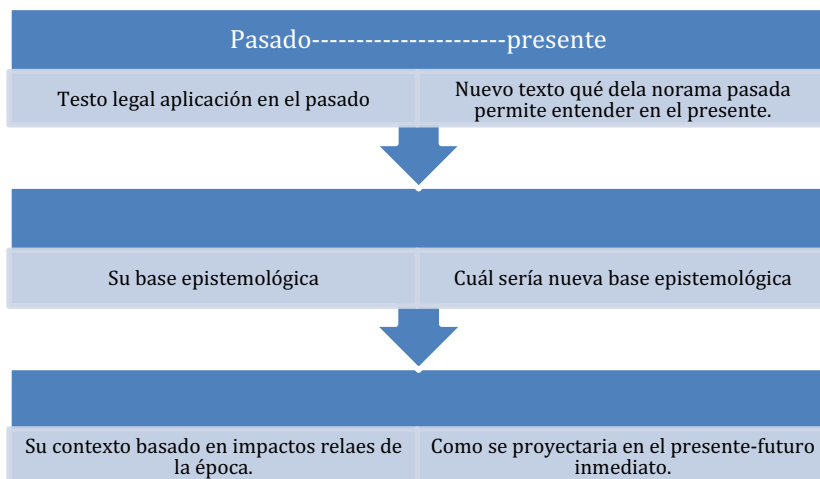 Pasado----------------------presente
Testo legal aplicación en el pasado
Nuevo texto qué dela norama pasada
permite entender en el presente.
Su base epistemológica
Cuál sería nueva base epistemológica
Su contexto basado en impactos relaes de
la época.
Como se proyectaria en el presente-futuro
inmediato.